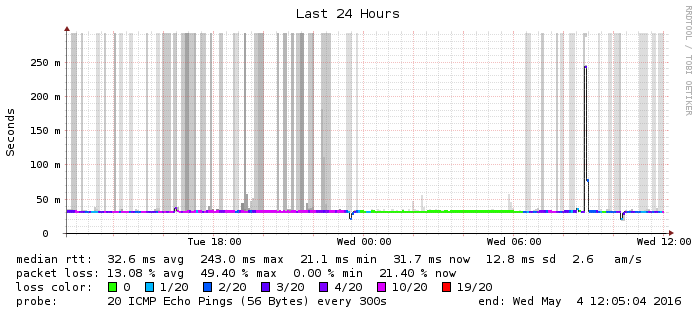 Last 24 Hours
RRDTOOL / TOBI OETIKER
Seconds
250 m
200 m
150 m
100 m
50 m
0
Tue 18:00 Wed 00:00 Wed 06:00 Wed 12:00
median rtt: 32.6 ms avg 243.0 ms max 21.1 ms min 31.7 ms now 12.8 ms sd 2.6 am/s
packet loss: 13.08 % avg 49.40 % max 0.00 % min 21.40 % now
loss color: 0 1/20 2/20 3/20 4/20 10/20 19/20
probe: 20 ICMP Echo Pings (56 Bytes) every 300s end: Wed May 4 12:05:04 2016